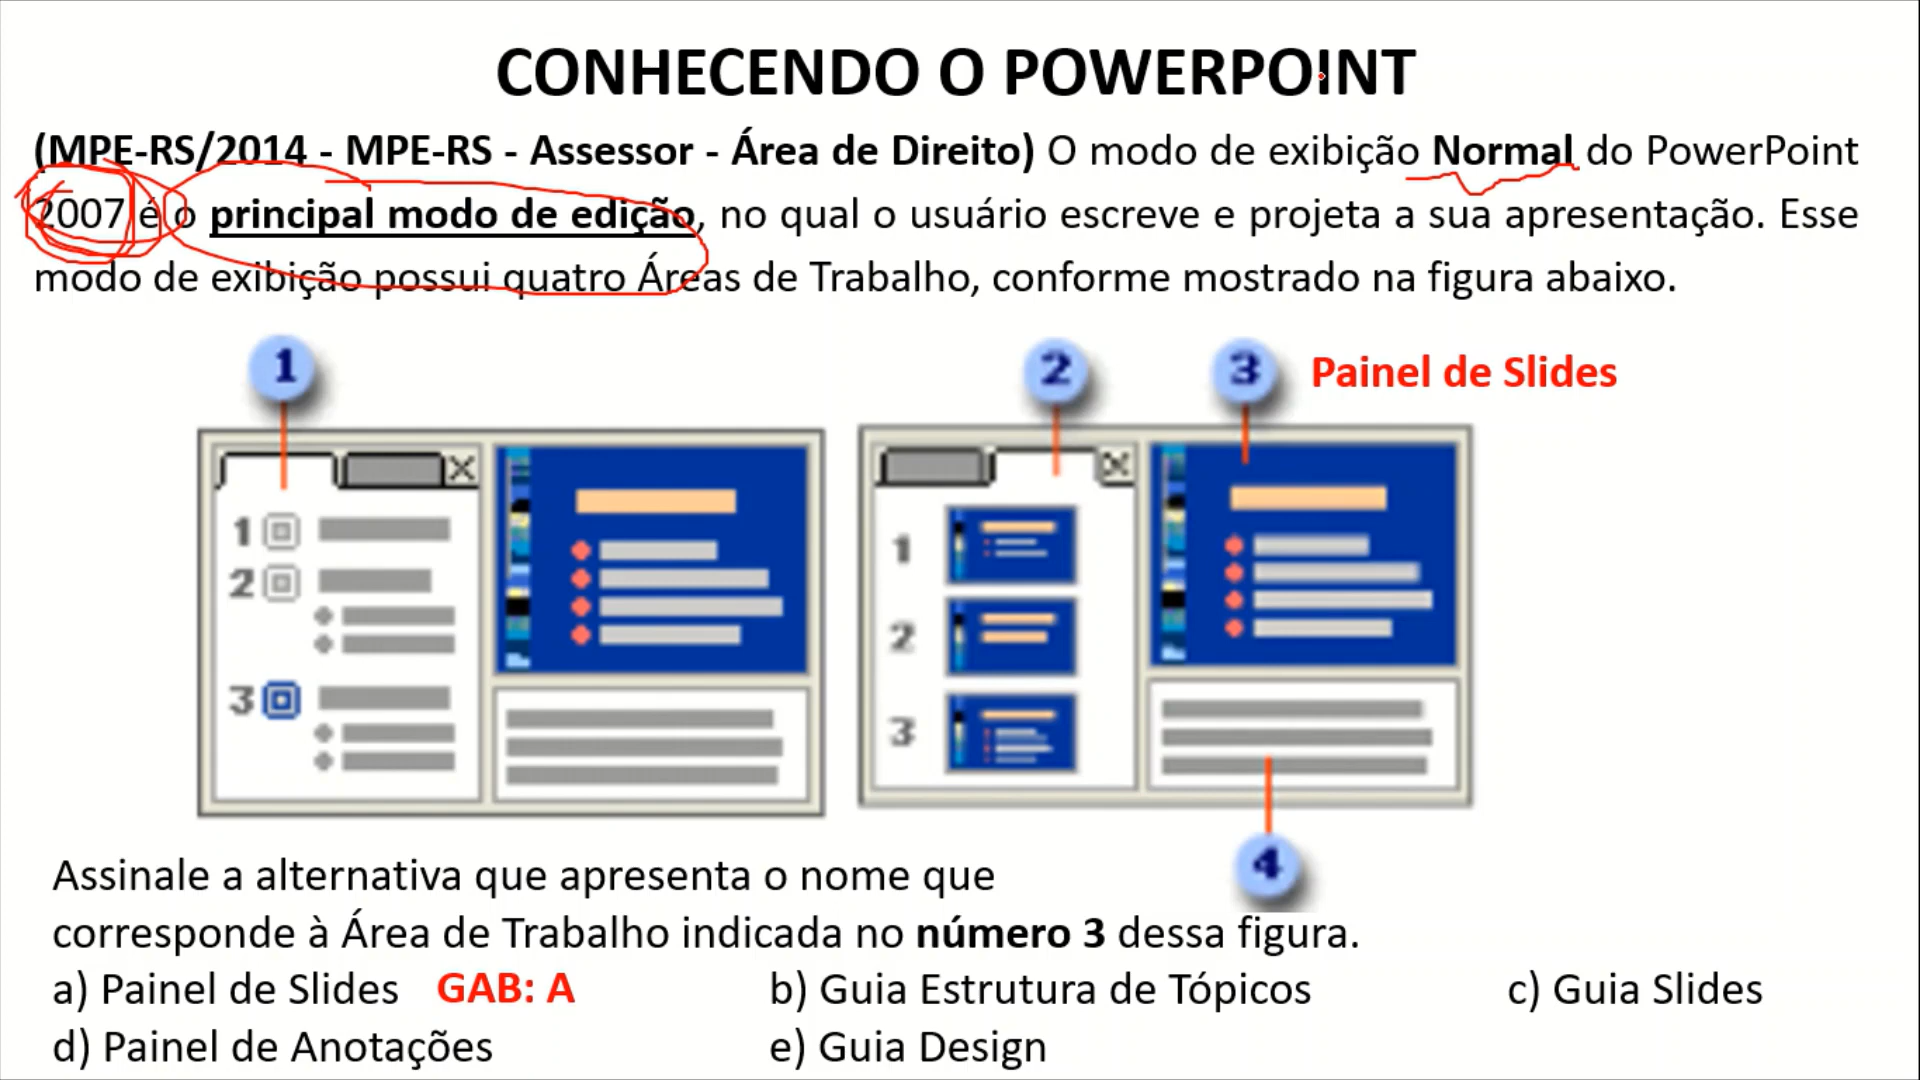 CONHECENDO O POWERPOINT
(MPE-RS/2014 - MPE-RS - Assessor - Área de Direito) O modo de exibição Normal do PowerPoint
2007 é o principal modo de edição, no qual o usuário escreve e projeta a sua apresentação. Esse
modo de exibição possui quatro Áreas de Trabalho, conforme mostrado na figura abaixo.
1
2
3
Painel de Slides
1
2
3
1
2
3
4
Assinale a alternativa que apresenta o nome que
corresponde à Área de Trabalho indicada no número 3 dessa figura.
a) Painel de Slides GAB: A b) Guia Estrutura de Tópicos c) Guia Slides
d) Painel de Anotações e) Guia Design